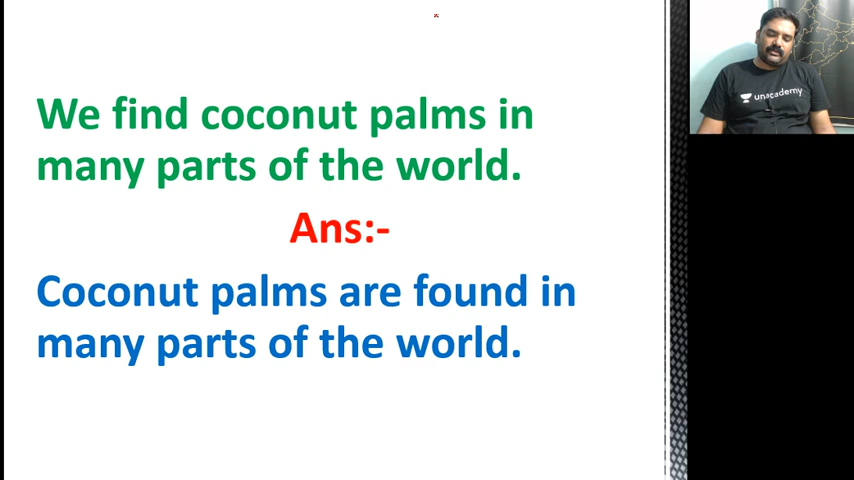 We find coconut palms in
many parts of the world.
Ans:-
Coconut palms are found in
many parts of the world.
unacademy